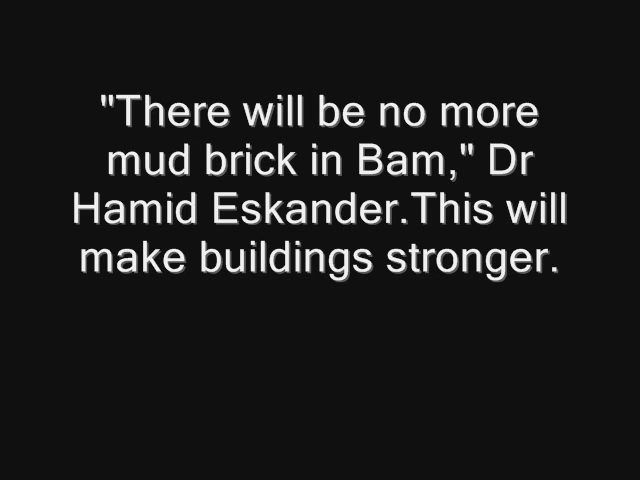 "There will be no more
mud brick in Bam," Dr
Hamid Eskander.This will
make buildings stronger.